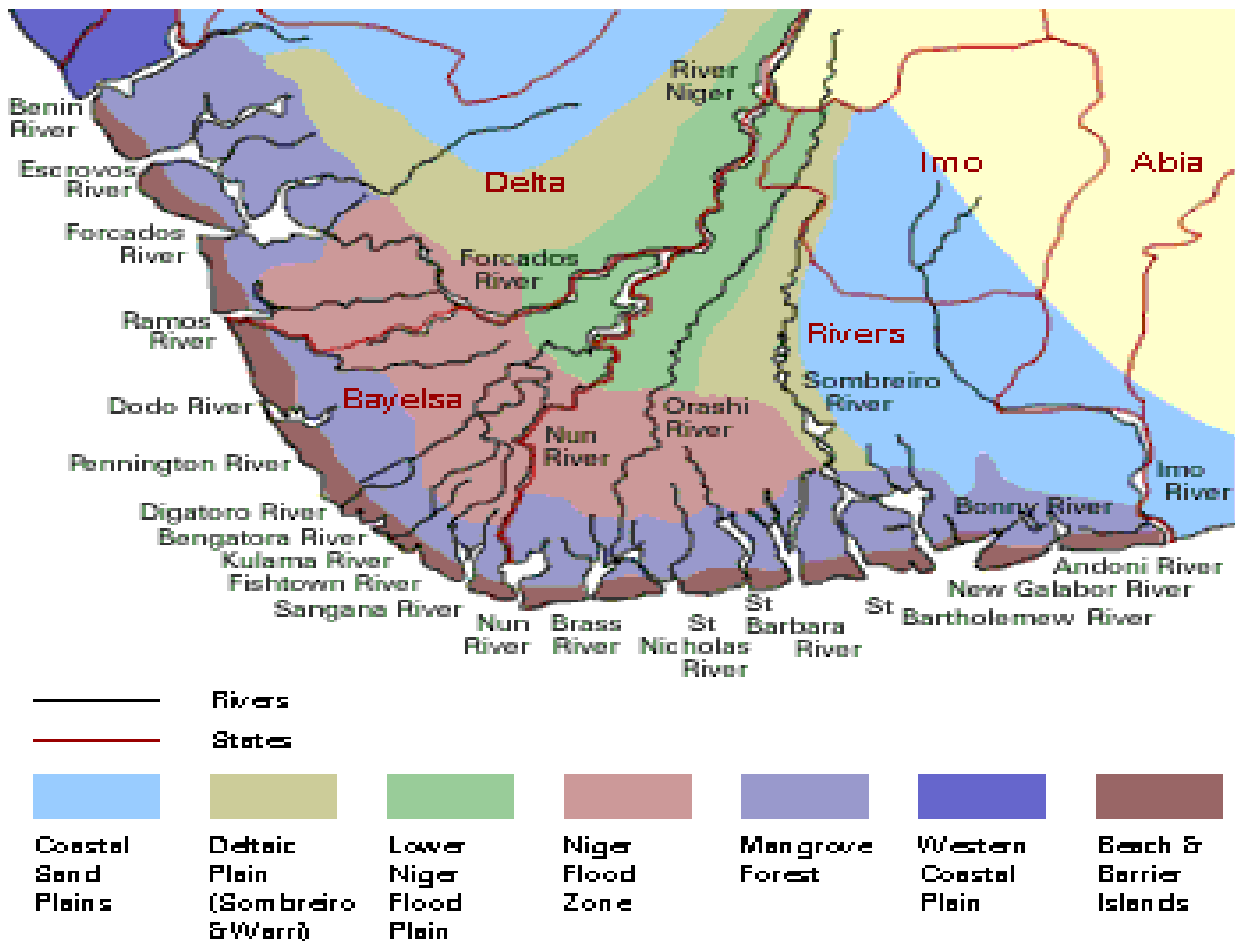 River
Niger
Benin
River
Imo
Abia
Escrovos
River
Delta
Forcados
River
Forcados
River
Ramos
River
Rivers
Sombreiro
River
Bayelsa
Dodo River
Orashi
River
Nun
River
Pennington River
Imo
River
Digatoro River
Bonny River
Bengatora River
Kulama River
Andoni River
Fishtown River
New Calabar River
Sangana River
St
Bartholemew River
St
Barbara
River
Nun
River
Brass
River
St
Nicholas
River
Rivers
States
Coastal
Sand
Plains
Deltaic
Plain
(Sombreiro
& Warri)
Lower
Niger
Flood
Plain
Niger
Flood
Zone
Mangrove
Forest
Western
Coastal
Plain
Beach &
Barrier
Islands